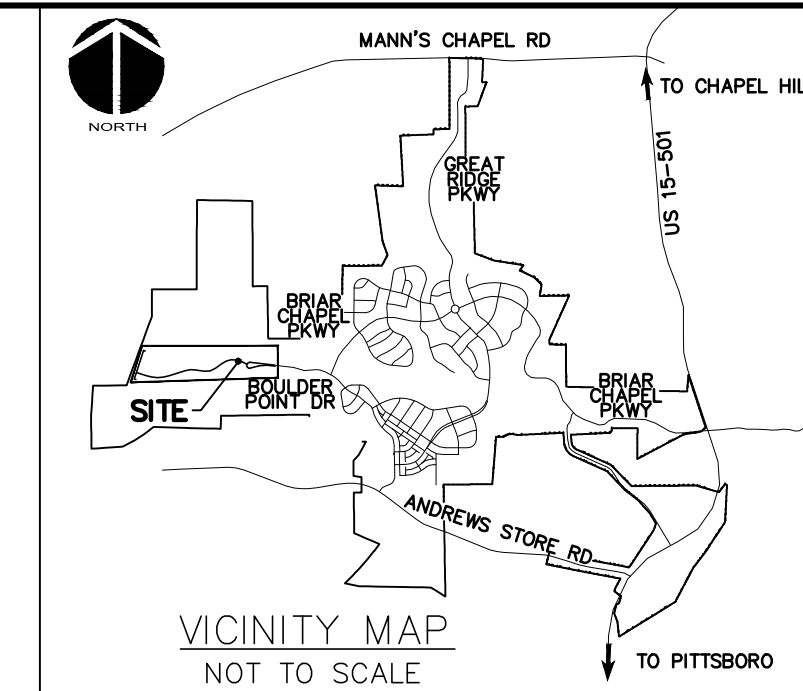 MANN'S CHAPEL RD
TO CHAPEL HIL
NORTH
US 15-501
GREAT
RIDGE
PKWY
BRIAR
CHAPEL
PKWY
BOULDER
POINT DR
SITE
BRIAR
CHAPEL
PKWY
ANDREWS STORE RD
VICINITY MAP
NOT TO SCALE
TO PITTSBORO